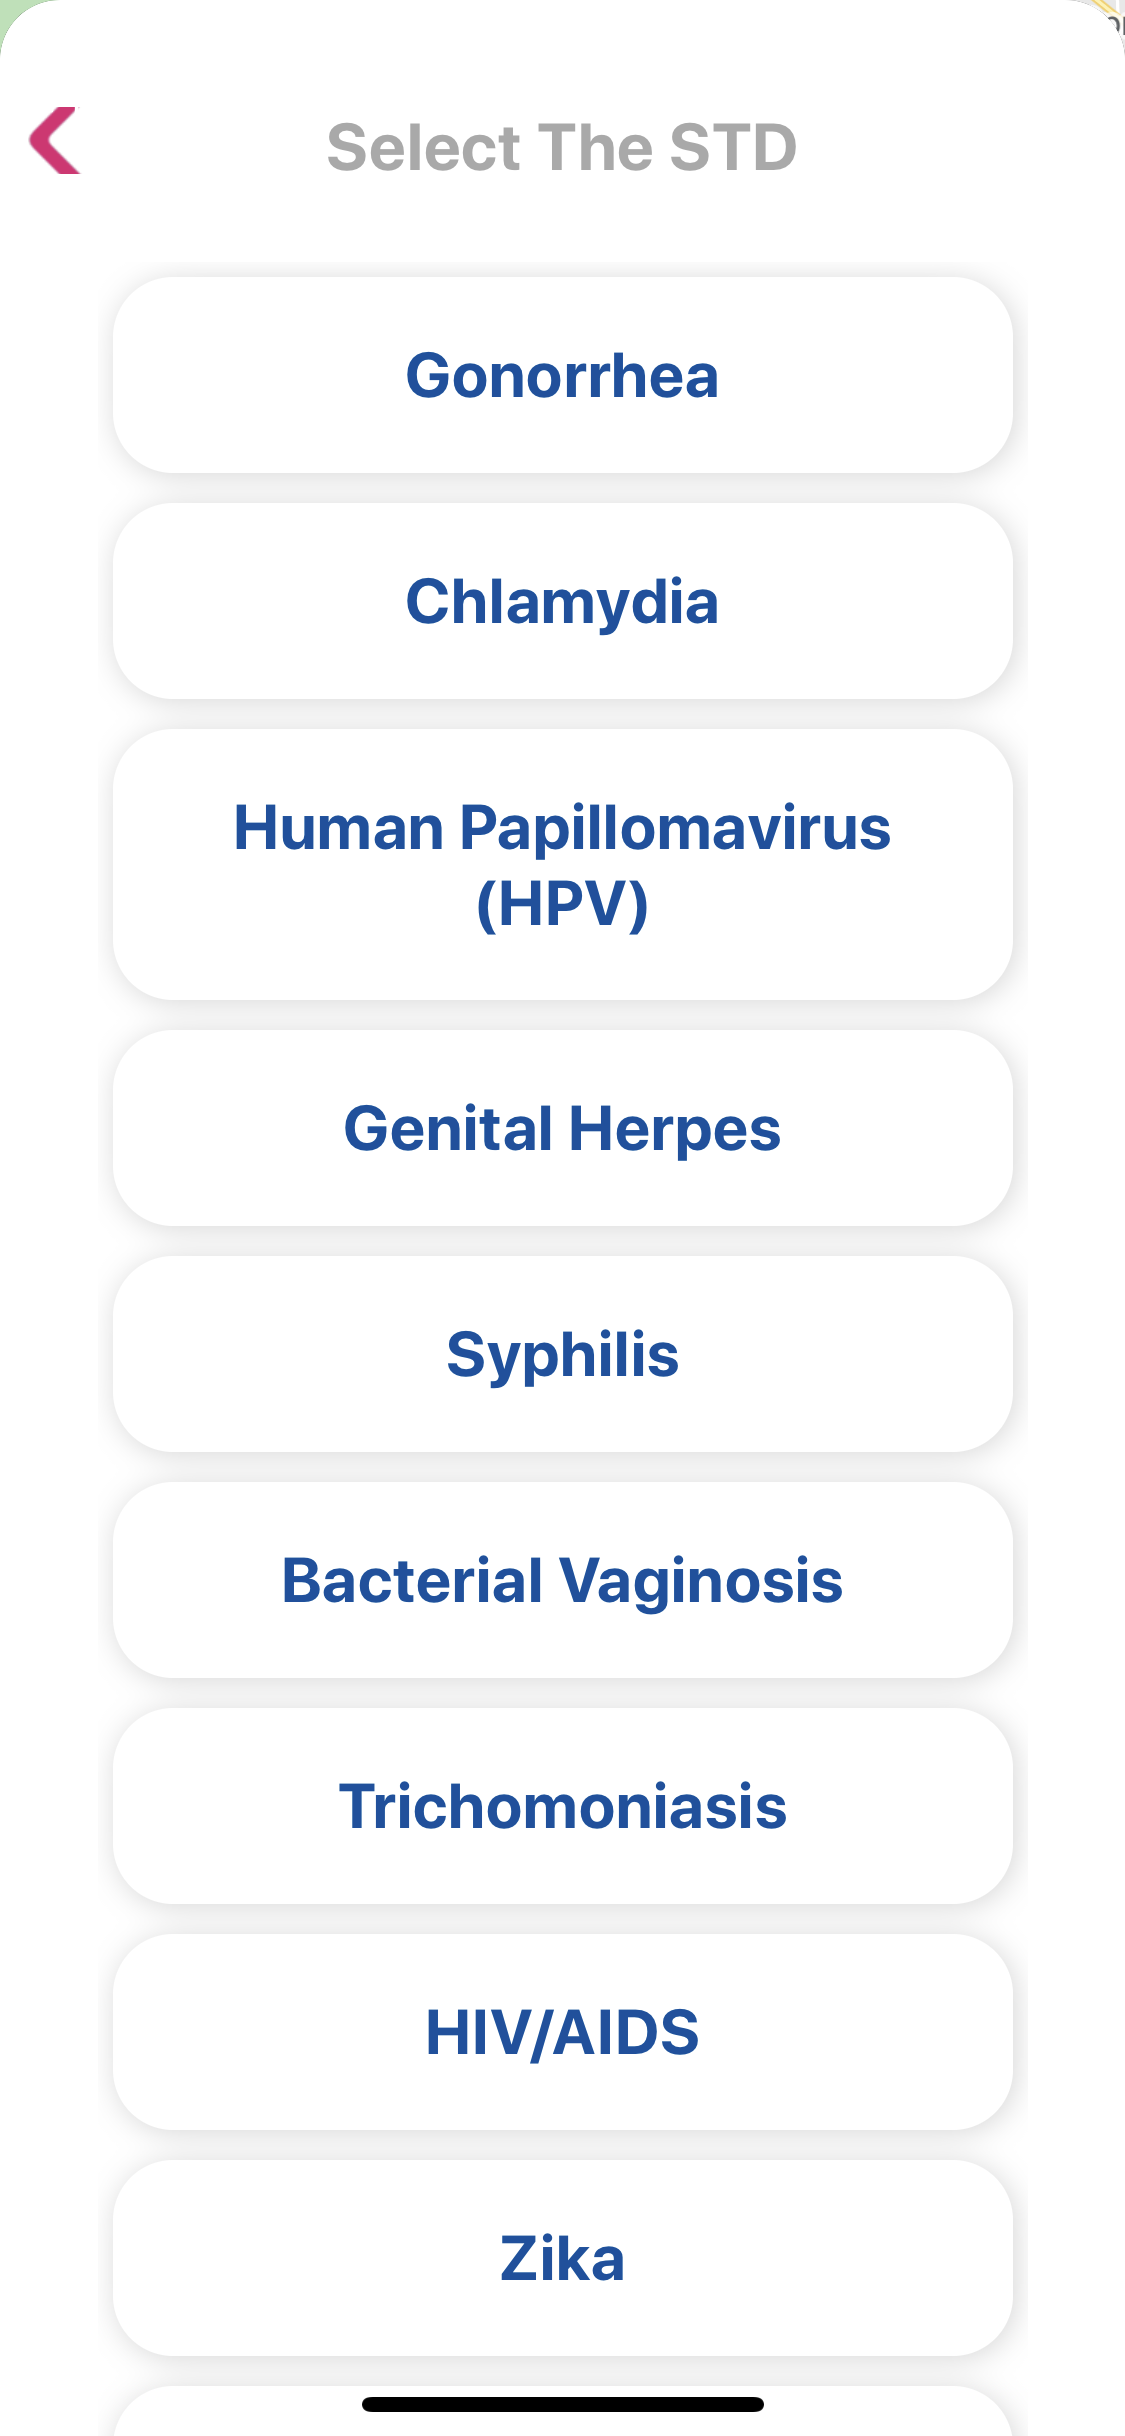 Select The STD
Gonorrhea
Chlamydia
Human Papillomavirus
(HPV)
Genital Herpes
Syphilis
Bacterial Vaginosis
Trichomoniasis
HIV/AIDS
Zika